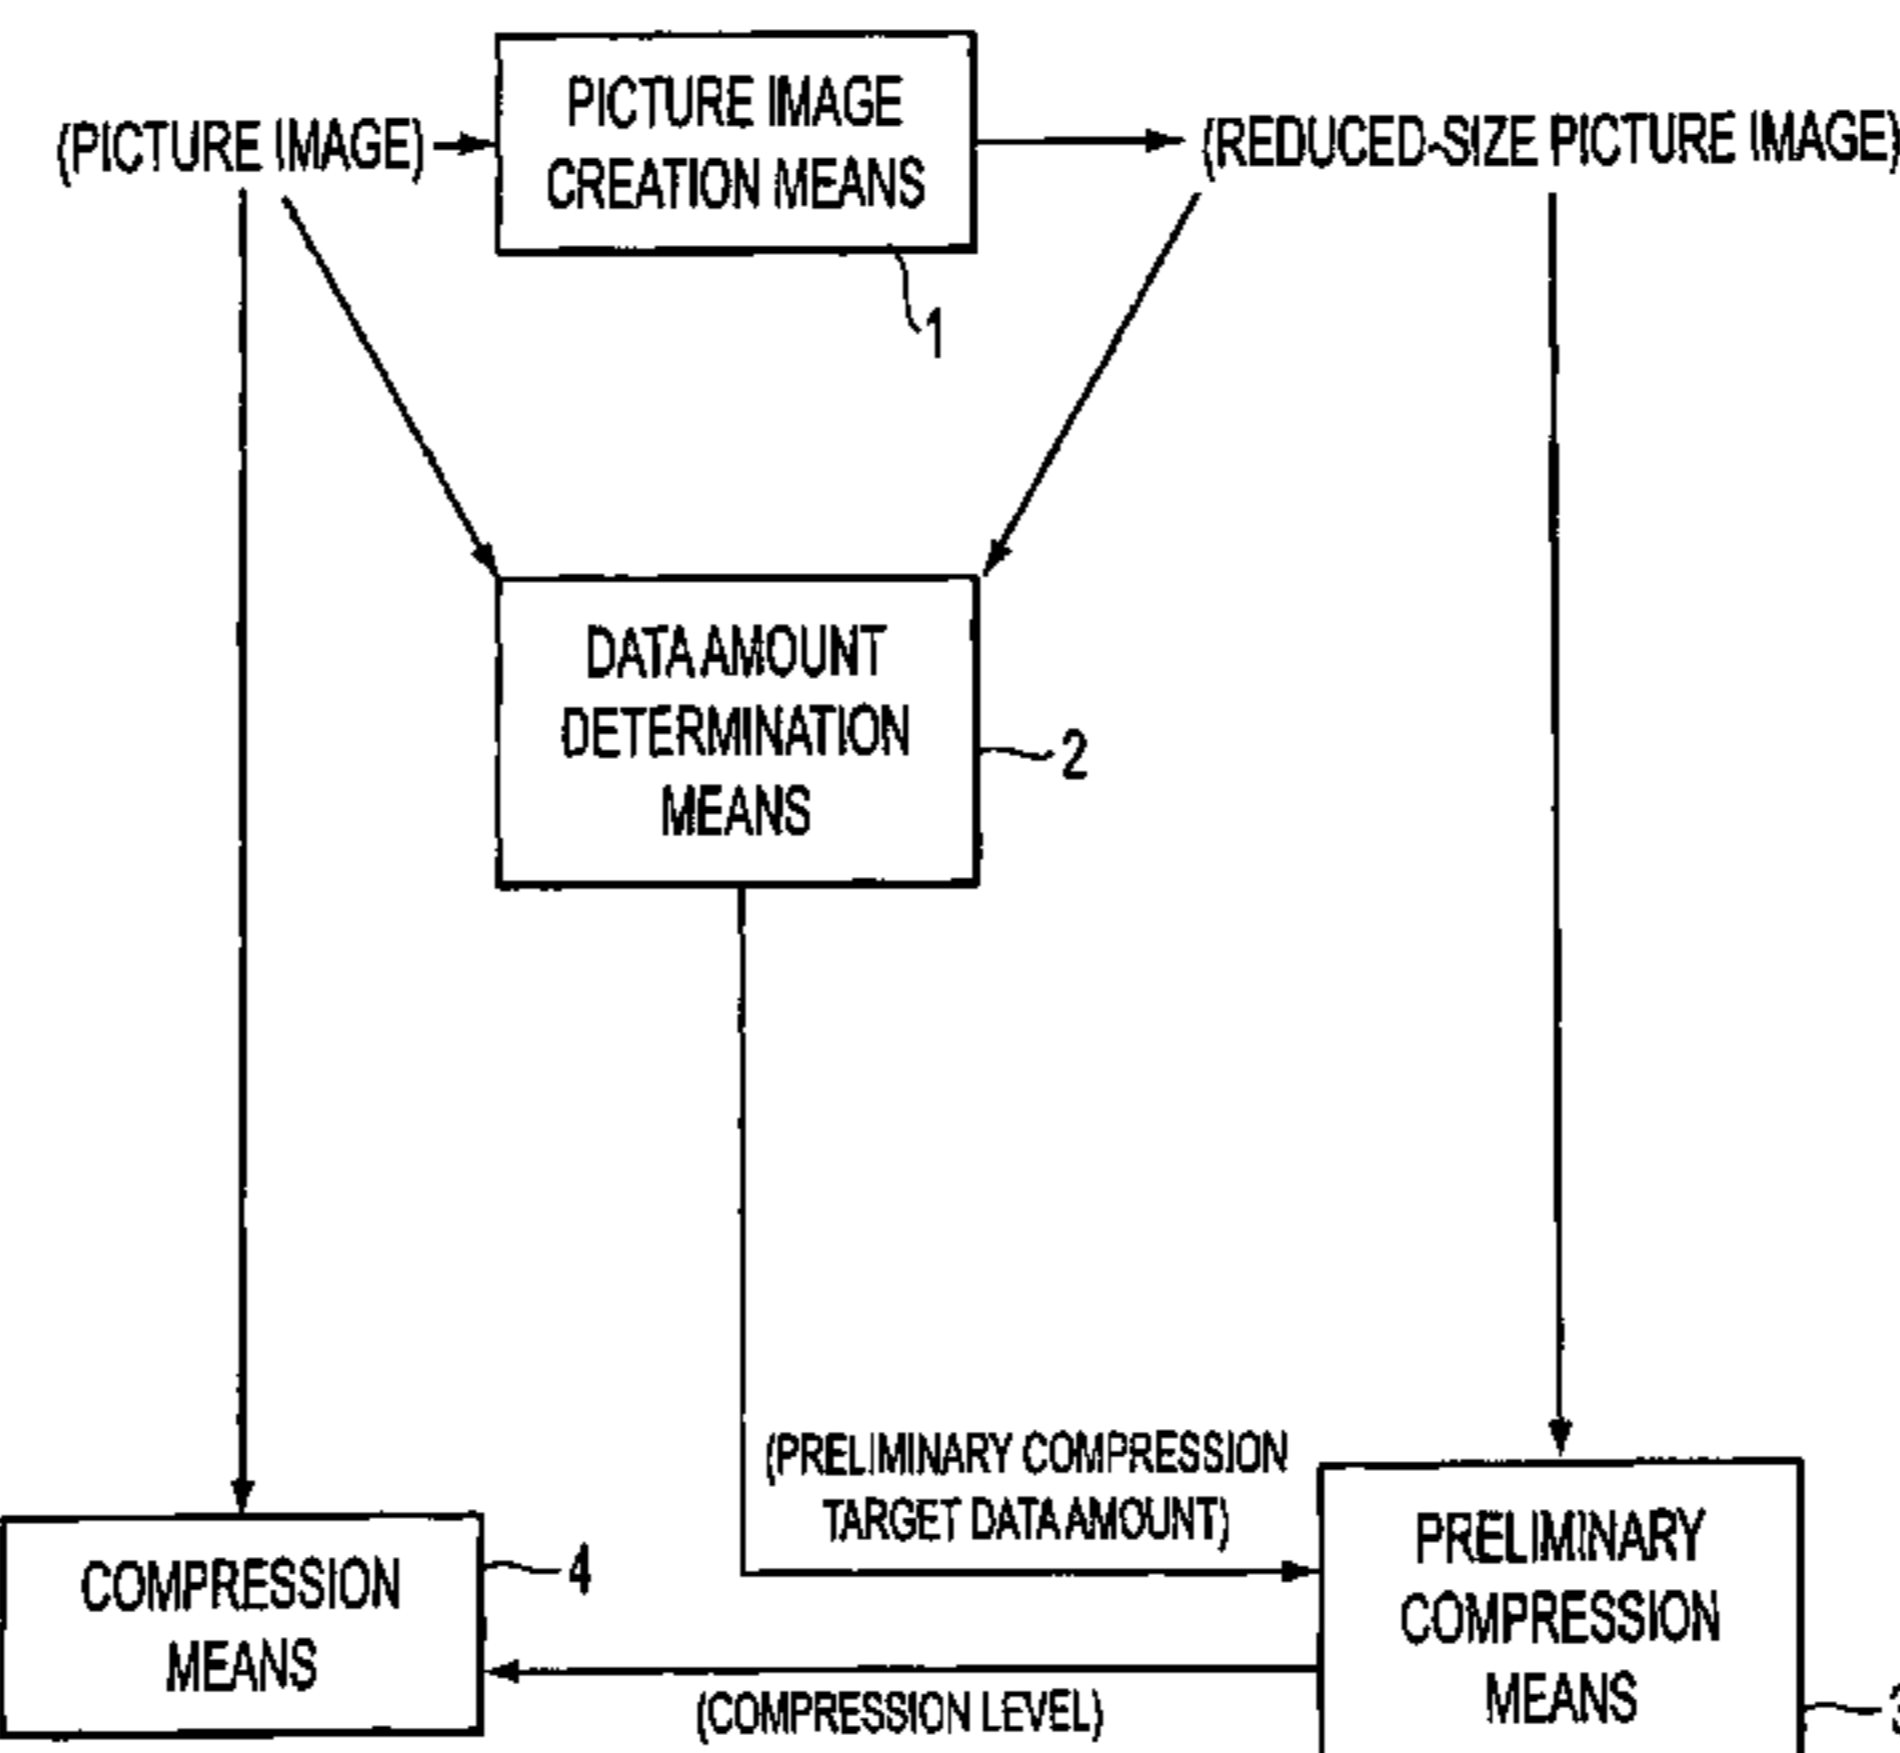 (PICTURE IMAGE)
PICTURE IMAGE
CREATION MEANS
(REDUCED-SIZE PICTURE IMAGE)
1
DATA AMOUNT
DETERMINATION
MEANS
2
(PRELIMINARY COMPRESSION
TARGET DATA AMOUNT)
COMPRESSION
MEANS
4
PRELIMINARY
COMPRESSION
MEANS
3
(COMPRESSION LEVEL)